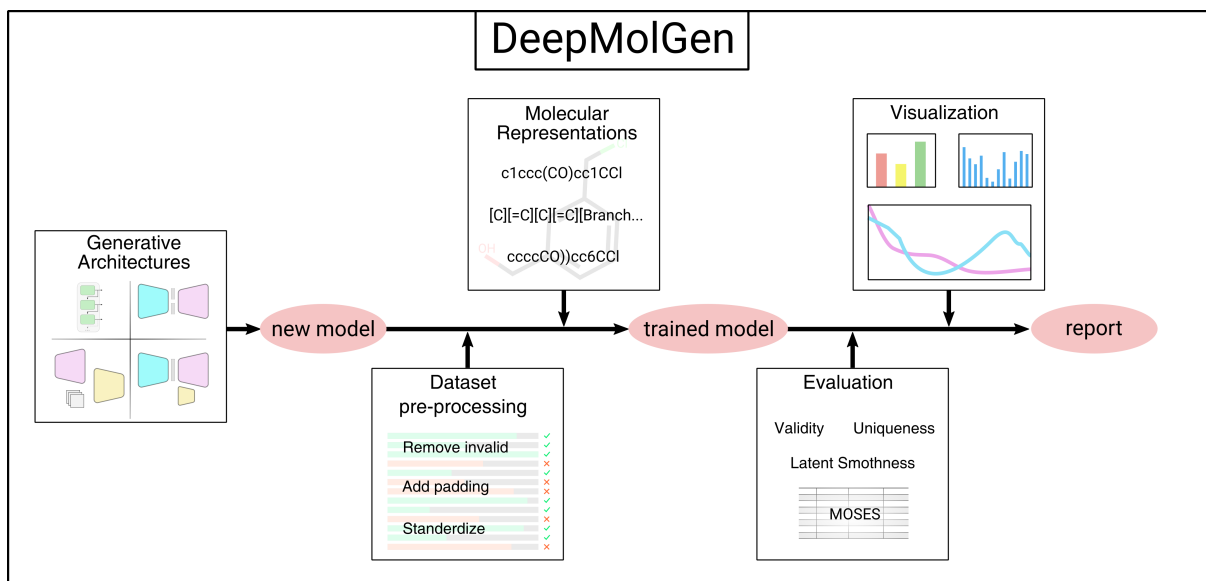 DeepMolGen
Generative
Architectures
new model
Molecular
Representations
c1ccc(CO)cc1CCl
[C][=C][C][=C][Branch...
ccccCO))cc6CCl
OH
Dataset
pre-processing
Remove invalid
Add padding
Standerdize
trained model
Visualization
Evaluation
Validity
Uniqueness
Latent Smothness
MOSES
report